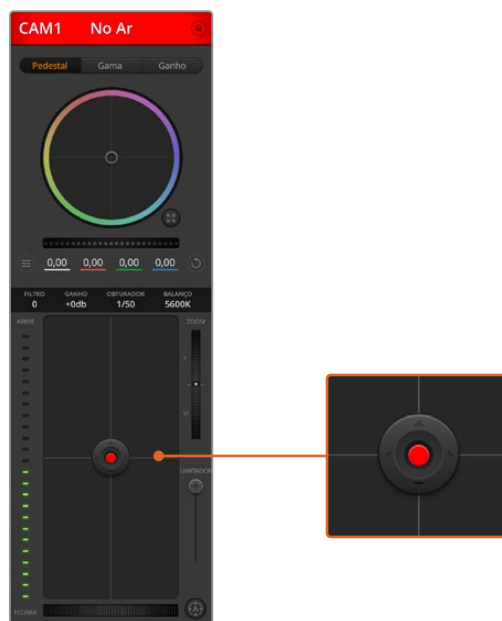 CAM1 No Ar
Pedestal Gama Ganho
0,00 0,00 0,00 0,00
FILTRO GANHO OBTURADOR BALANÇO
0 +0db 1/50 5600K
ABRIR ZOOM
T
W
LIMITADOR
FECHAR A